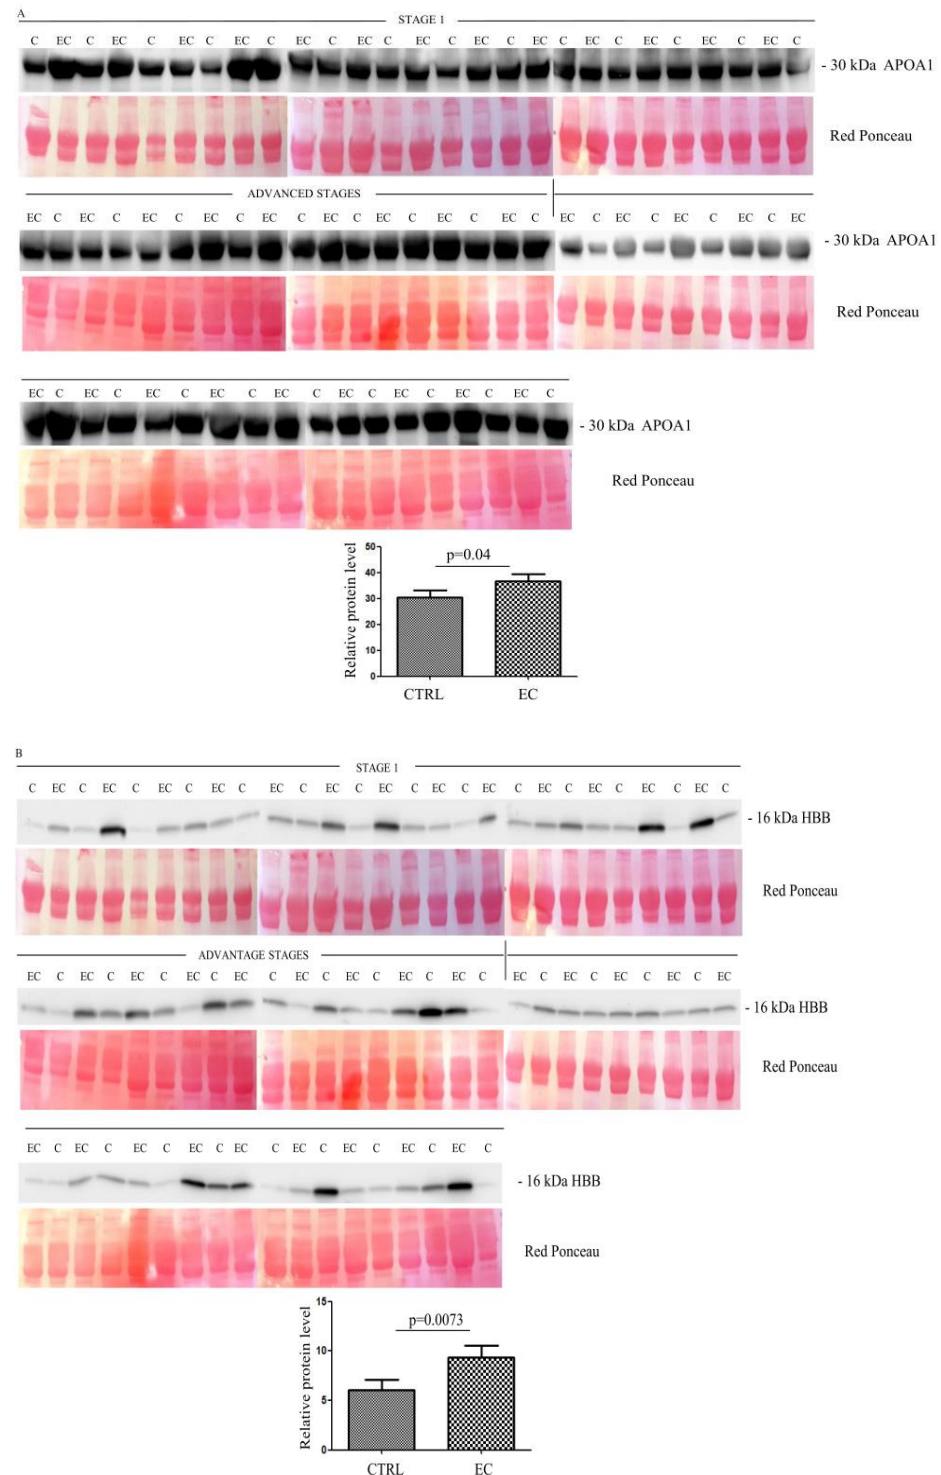 A
STAGE 1
C EC C EC C EC C EC C EC C EC C EC C EC C EC C EC C EC C EC C EC C
- 30 kDa APOA1
Red Ponceau
ADVANCED STAGES
EC C EC C EC C EC C EC C EC C EC C EC C EC C EC C EC C EC C EC C EC
- 30 kDa APOA1
Red Ponceau
EC C EC C EC C EC C EC C EC C EC C EC C EC C
- 30 kDa APOA1
Red Ponceau
Relative protein level
50
40
30
20
10
0
p=0.04
CTRL EC
B
STAGE 1
C EC C EC C EC C EC C EC C EC C EC C EC C EC C EC C EC C EC C EC C
- 16 kDa HBB
Red Ponceau
ADVANTAGE STAGES
EC C EC C EC C EC C EC C EC C EC C EC C EC C EC C EC C EC C EC C EC
- 16 kDa HBB
Red Ponceau
EC C EC C EC C EC C EC C EC C EC C EC C EC C
- 16 kDa HBB
Red Ponceau
Relative protein level
15
10
5
0
p=0.0073
CTRL EC